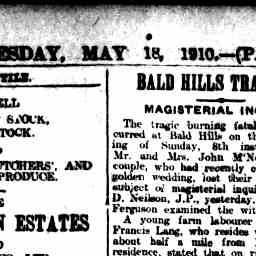 ESDAY, MAY 18, 1910.—(P
ELL
STOCK,
TOCK.
AND
PRODUCE.
ESTATES
BALD HILLS TRA
MAGISTERIAL IN
The tragic burning fatal
curred at Bald Hills on th
ing of Sunday, 8th inst
Mr. and Mrs. John M'N
couple, who had recently c
golden wedding, lost their
subject of magisterial inqui
D. Neilson, J.P., yesterday.
Ferguson examined the wit
A young farm labourer
Francis Lang, who resides
about half a mile from
residence, stated that on